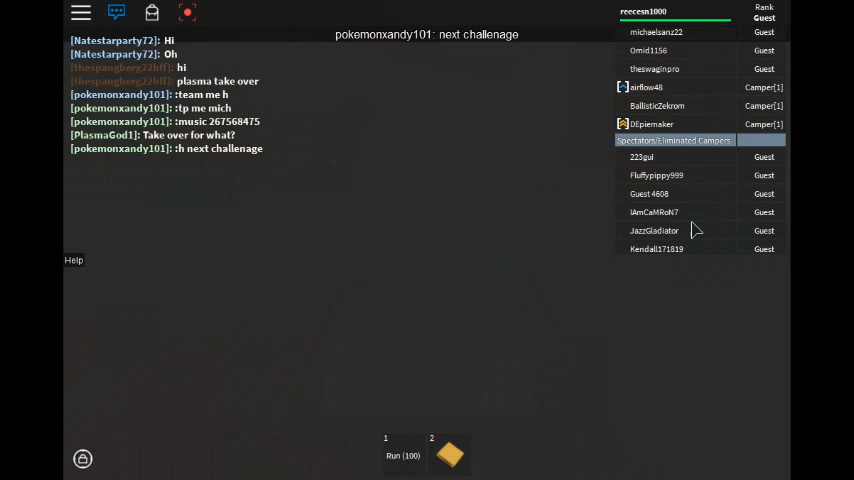 reecesn1000 Rank
Guest
pokemonxandy101: next challenage
[Natestarparty72]: Hi
[Natestarparty72]: Oh
[thespangberg22bff]: hi
[thespangberg22bff]: plasma take over
[pokemonxandy101]: :team me h
[pokemonxandy101]: :tp me mich
[pokemonxandy101]: :music 267568475
[PlasmaGod1]: Take over for what?
[pokemonxandy101]: :h next challenage
michaelsanz22 Guest
Omid1156 Guest
theswaginpro Guest
airflow48 Camper[1]
BallisticZekrom Camper[1]
DEpiemaker Camper[1]
Spectators/Eliminated Campers
223gui Guest
Fluffypippy999 Guest
Guest 4608 Guest
IAmCaMRoN7 Guest
JazzGladiator Guest
Kendall171819 Guest
Help
1
Run (100)
2